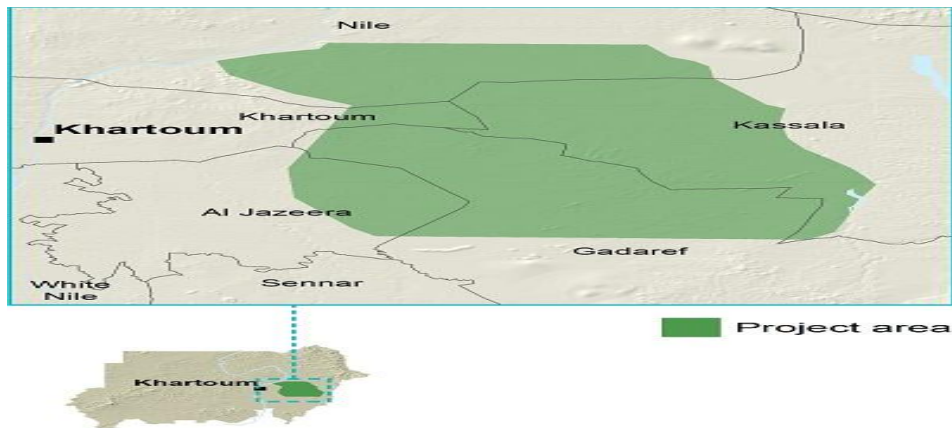 Nile
Khartoum
Khartoum
Kassala
Al Jazeera
Gadaref
White
Nile
Sennar
Project area
Khartoum